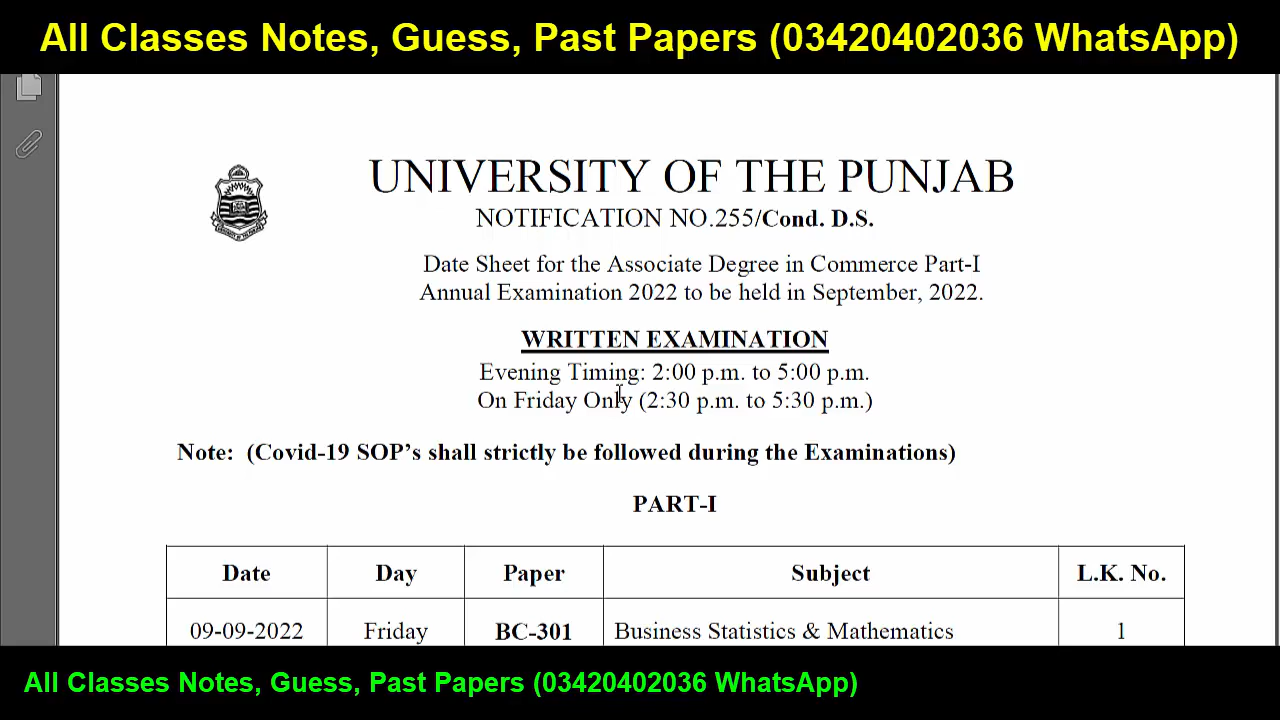 All Classes Notes, Guess, Past Papers (03420402036 WhatsApp)
UNIVERSITY OF THE PUNJAB
NOTIFICATION NO.255/Cond. D.S.
Date Sheet for the Associate Degree in Commerce Part-I
Annual Examination 2022 to be held in September, 2022.
WRITTEN EXAMINATION
Evening Timing: 2:00 p.m. to 5:00 p.m.
On Friday Only (2:30 p.m. to 5:30 p.m.)
Note: (Covid-19 SOP's shall strictly be followed during the Examinations)
PART-I
Date Day Paper Subject L.K. No.
09-09-2022 Friday BC-301 Business Statistics & Mathematics 1
All Classes Notes, Guess, Past Papers (03420402036 WhatsApp)